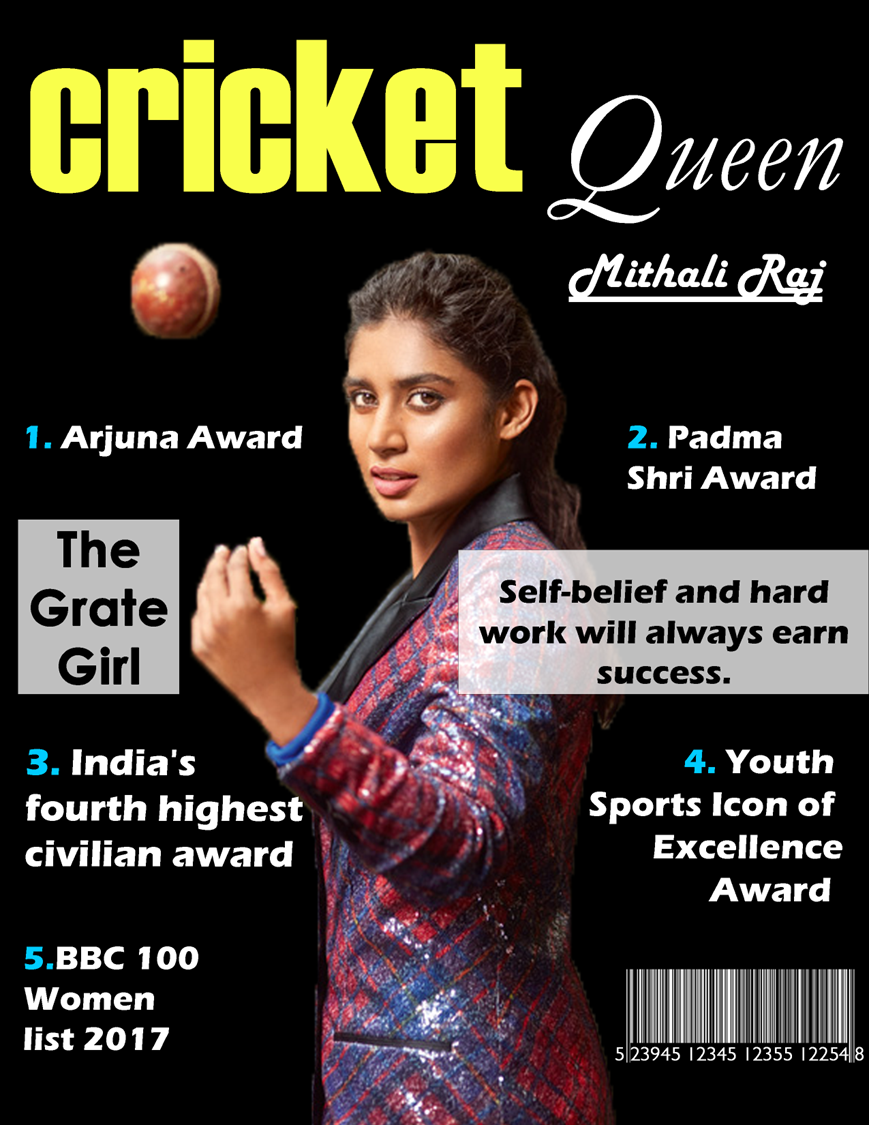 cricket Queen
Mithali Raj
1. Arjuna Award
2. Padma
Shri Award
The
Grate
Girl
Self-belief and hard
work will always earn
success.
3. India's
fourth highest
civilian award
4. Youth
Sports Icon of
Excellence
Award
5.BBC 100
Women
list 2017
5 23945 12345 12355 12254 8